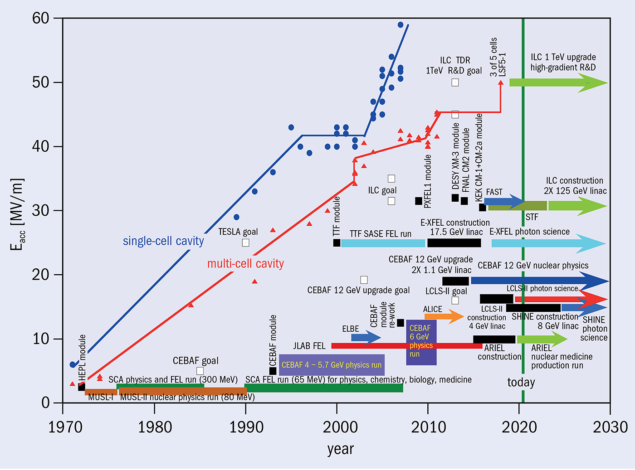 60
50
40
30
20
10
0
E_acc [MV/m]
ILC TDR
1TeV R&D goal
3 of 5 cells
LSF5-1
ILC 1 TeV upgrade
high-gradient R&D
DESY XM-3 module
FNAL CM2 module
KEK CM-1+CM-2a module
PXFEL1 module
ILC goal
FAST
ILC construction
2X 125 GeV linac
STF
TTF module
TESLA goal
single-cell cavity
multi-cell cavity
TTF SASE FEL run
E-XFEL construction
17.5 GeV linac
E-XFEL photon science
CEBAF 12 GeV upgrade
2X 1.1 GeV linac
CEBAF 12 GeV nuclear physics
CEBAF 12 GeV upgrade goal
LCLS-II goal
LCLS-II photon science
LCLS-II
construction
4 GeV linac
SHINE construction
8 GeV linac
SHINE
photon
science
CEBAF
module
rework
ALICE
ELBE
CEBAF
6 GeV
physics
run
JLAB FEL
ARIEL
construction
ARIEL
nuclear medicine
production run
HEPL module
CEBAF goal
CEBAF module
CEBAF 4 – 5.7 GeV physics run
SCA physics and FEL run (300 MeV)
SCA FEL run (65 MeV) for physics, chemistry, biology, medicine
MUSL-I
MUSL-II nuclear physics run (80 MeV)
today
1970
1980
1990
2000
2010
2020
2030
year